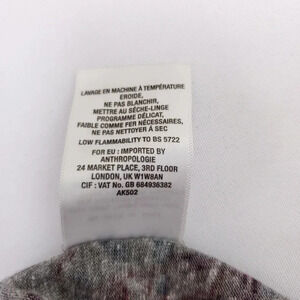 LAVAGE EN MACHINE À TEMPÉRATURE
FROIDE,
NE PAS BLANCHIR,
METTRE AU SÈCHE-LINGE
PROGRAMME DÉLICAT,
FAIBLE COMME FER NÉCESSAIRES,
NE PAS NETTOYER À SEC
LOW FLAMMABILITY TO BS 5722
FOR EU : IMPORTED BY
ANTHROPOLOGIE
24 MARKET PLACE, 3RD FLOOR
LONDON, UK W1W8AN
CIF : VAT No. GB 684936382
AK502